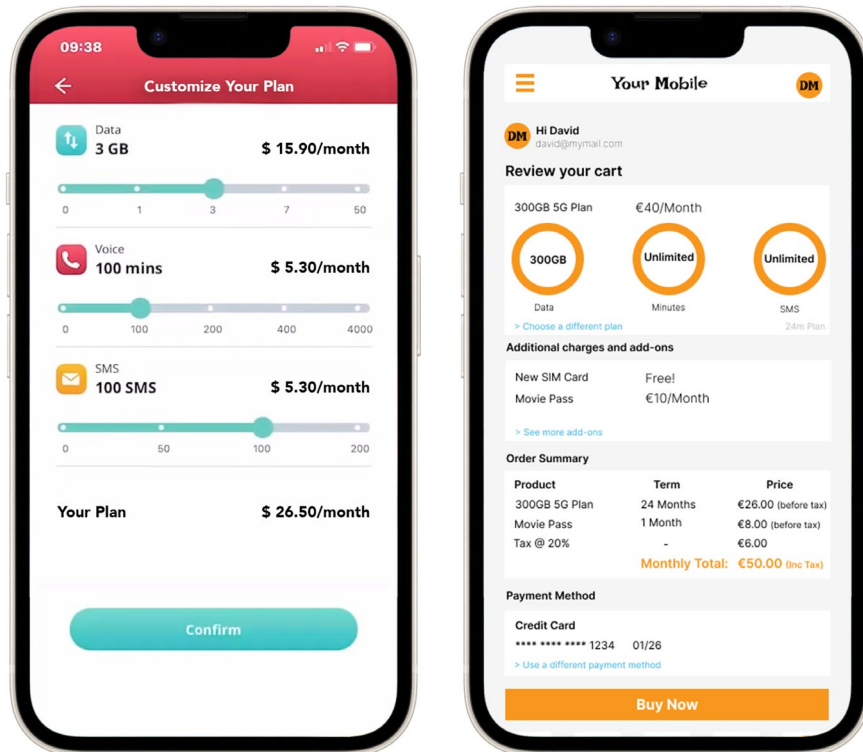 09:38
Customize Your Plan
Data
3 GB
$ 15.90/month
0 1 3 7 50
Voice
100 mins
$ 5.30/month
0 100 200 400 4000
SMS
100 SMS
$ 5.30/month
0 50 100 200
Your Plan
$ 26.50/month
Confirm
Your Mobile
DM
DM
Hi David
david@mymail.com
Review your cart
300GB 5G Plan €40/Month
300GB
Unlimited
Unlimited
Data
Minutes
SMS
> Choose a different plan
24m Plan
Additional charges and add-ons
New SIM Card Free!
Movie Pass €10/Month
> See more add-ons
Order Summary
Product Term Price
300GB 5G Plan 24 Months €26.00 (before tax)
Movie Pass 1 Month €8.00 (before tax)
Tax @ 20% - €6.00
Monthly Total: €50.00 (Inc Tax)
Payment Method
Credit Card
**** **** **** 1234 01/26
> Use a different payment method
Buy Now